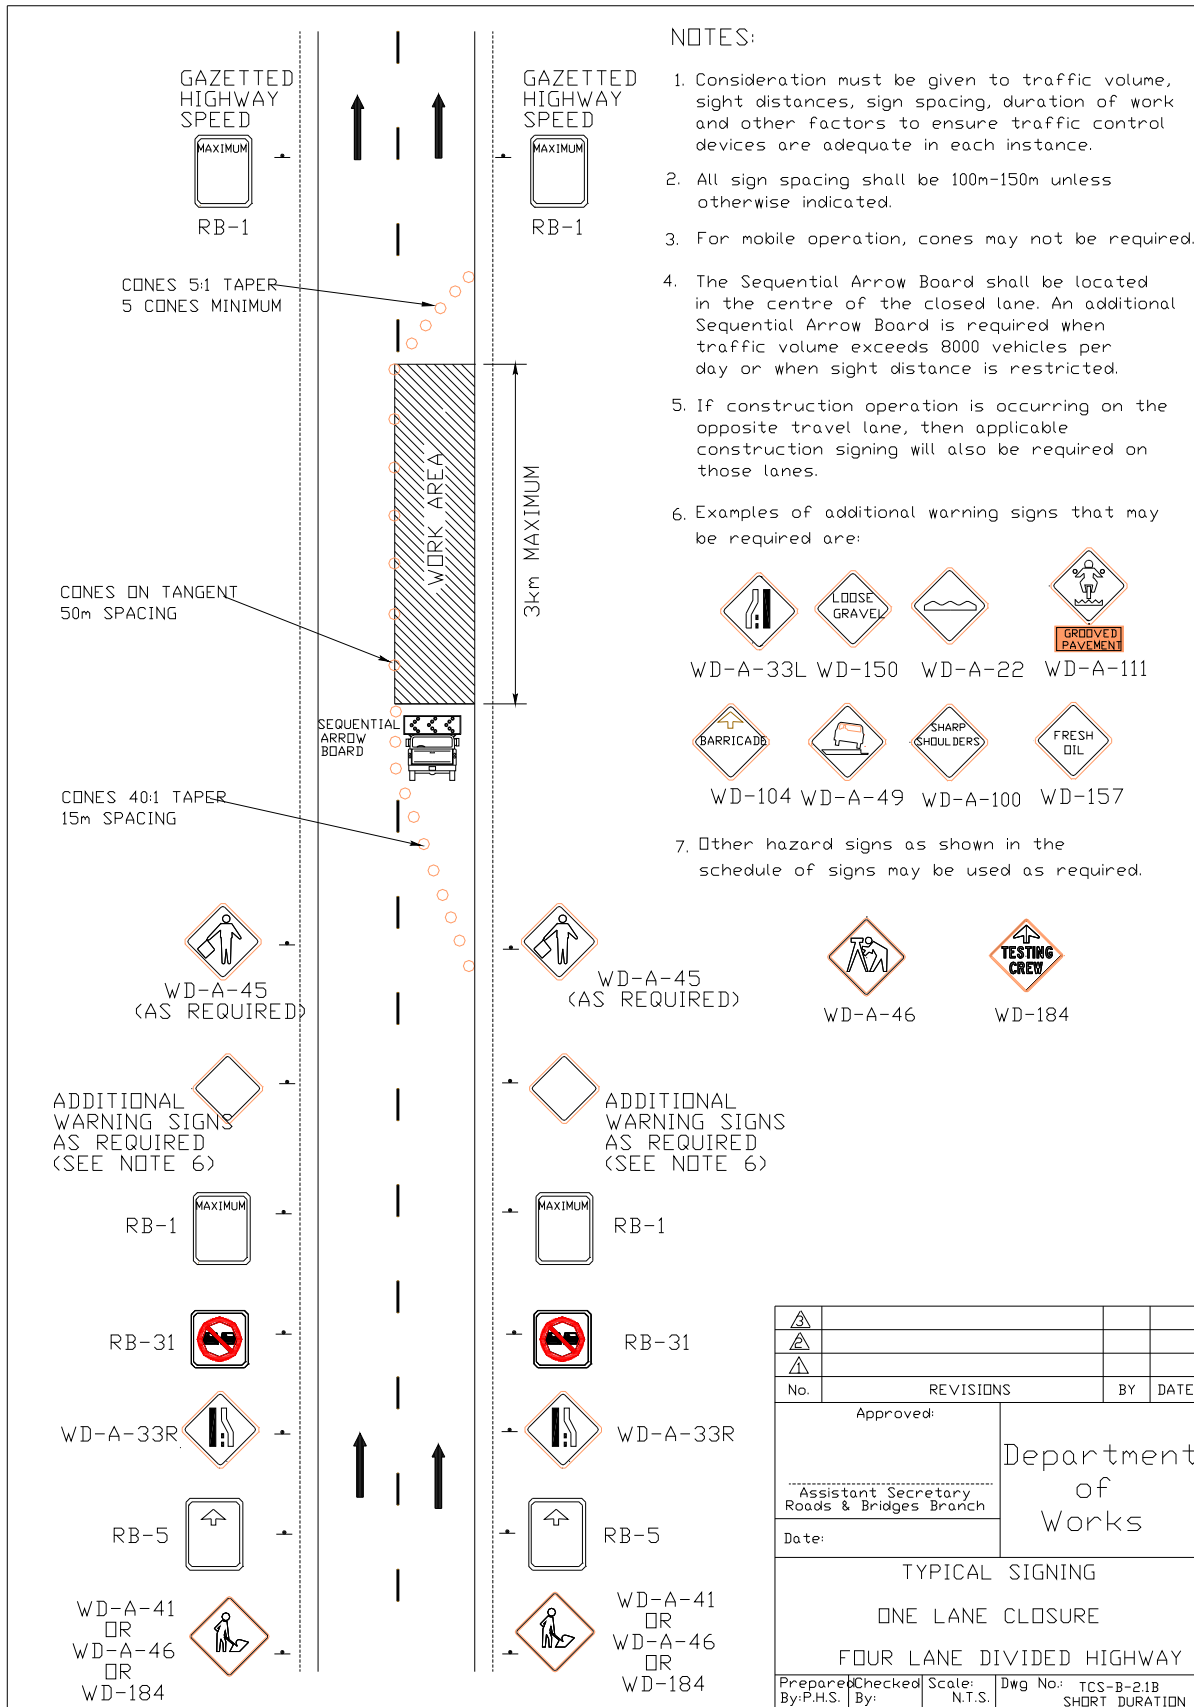 GAZETTED
HIGHWAY
SPEED
MAXIMUM
RB-1
GAZETTED
HIGHWAY
SPEED
MAXIMUM
RB-1
CONES 5:1 TAPER
5 CONES MINIMUM
WORK AREA
3km MAXIMUM
CONES ON TANGENT
50m SPACING
SEQUENTIAL
ARROW
BOARD
CONES 40:1 TAPER
15m SPACING
WD-A-45
(AS REQUIRED)
WD-A-45
(AS REQUIRED)
ADDITIONAL
WARNING SIGNS
AS REQUIRED
(SEE NOTE 6)
ADDITIONAL
WARNING SIGNS
AS REQUIRED
(SEE NOTE 6)
RB-1
MAXIMUM
MAXIMUM
RB-1
RB-31
RB-31
WD-A-33R
WD-A-33R
RB-5
RB-5
WD-A-41
OR
WD-A-46
OR
WD-184
WD-A-41
OR
WD-A-46
OR
WD-184
NOTES:
1. Consideration must be given to traffic volume,
sight distances, sign spacing, duration of work
and other factors to ensure traffic control
devices are adequate in each instance.
2. All sign spacing shall be 100m-150m unless
otherwise indicated.
3. For mobile operation, cones may not be required.
4. The Sequential Arrow Board shall be located
in the centre of the closed lane. An additional
Sequential Arrow Board is required when
traffic volume exceeds 8000 vehicles per
day or when sight distance is restricted.
5. If construction operation is occurring on the
opposite travel lane, then applicable
construction signing will also be required on
those lanes.
6. Examples of additional warning signs that may
be required are:
LOOSE
GRAVEL
GROOVED
PAVEMENT
WD-A-33L WD-150 WD-A-22 WD-A-111
BARRICADE
SHARP
SHOULDERS
FRESH
OIL
WD-104 WD-A-49 WD-A-100 WD-157
7. Other hazard signs as shown in the
schedule of signs may be used as required.
TESTING
CREW
WD-A-46 WD-184
3
2
1
No. REVISIONS BY DATE
Approved:
Assistant Secretary
Roads & Bridges Branch
Date:
Department
of
Works
TYPICAL SIGNING
ONE LANE CLOSURE
FOUR LANE DIVIDED HIGHWAY
Prepared
By:P.H.S.
Checked
By:
Scale:
N.T.S.
Dwg No.: TCS-B-2.1B
SHORT DURATION